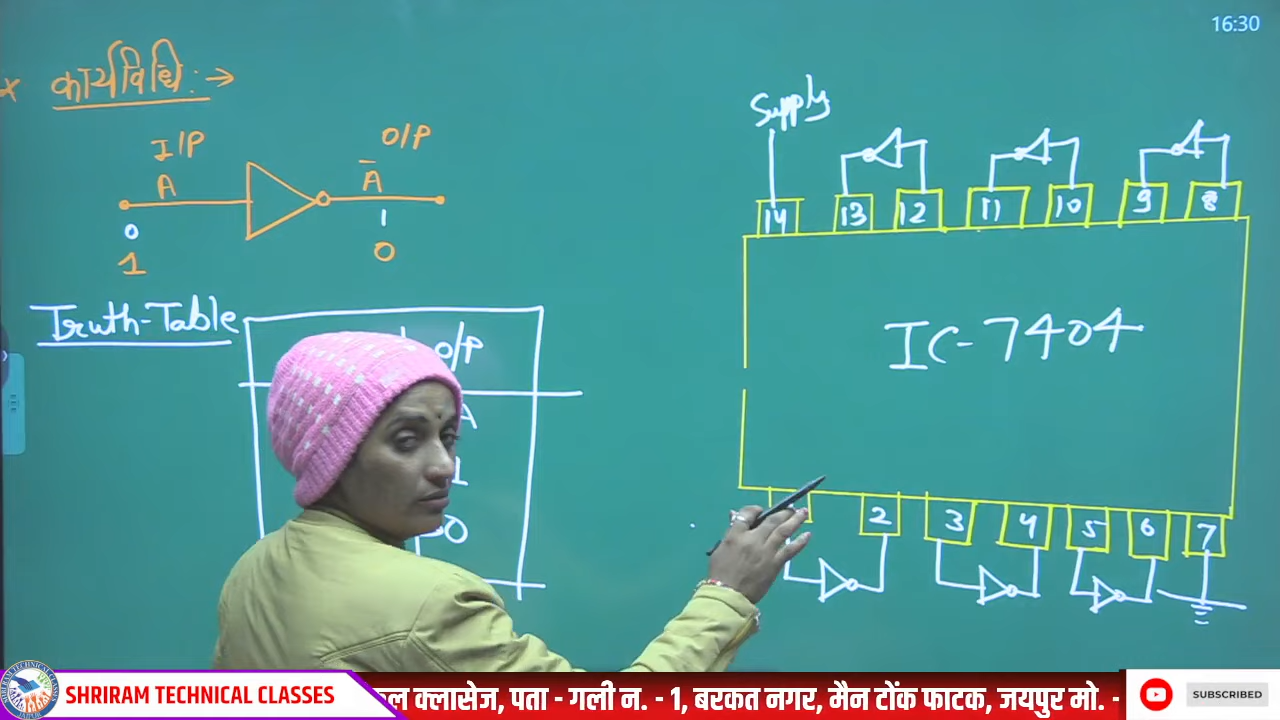 16:30
* कार्यविधि :→
I/P
O/P
A
A̅
0
1
1
0
Truth-Table
O/P
A
1
0
Supply
14 13 12 11 10 9 8
IC-7404
2 3 4 5 6 7
SHRIRAM TECHNICAL CLASSES
क्लासेज, पता - गली न. - 1, बरकत नगर, मैन टोंक फाटक, जयपुर मो. -
SUBSCRIBED